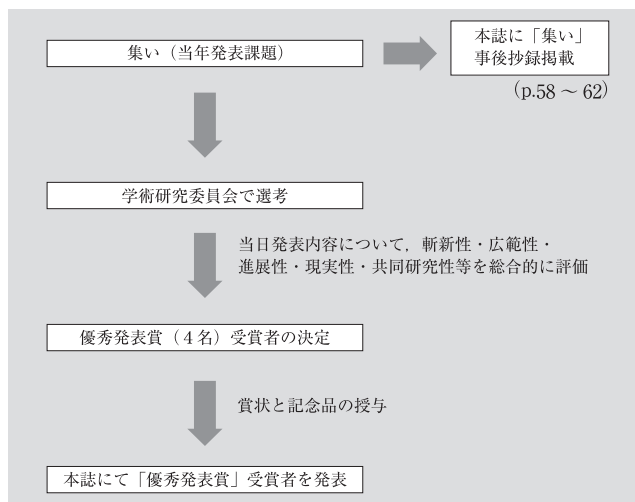 集い（当年発表課題）
本誌に「集い」
事後抄録掲載
(p.58 〜 62)
学術研究委員会で選考
当日発表内容について，斬新性・広範性・
進展性・現実性・共同研究性等を総合的に評価
優秀発表賞（４名）受賞者の決定
賞状と記念品の授与
本誌にて「優秀発表賞」受賞者を発表